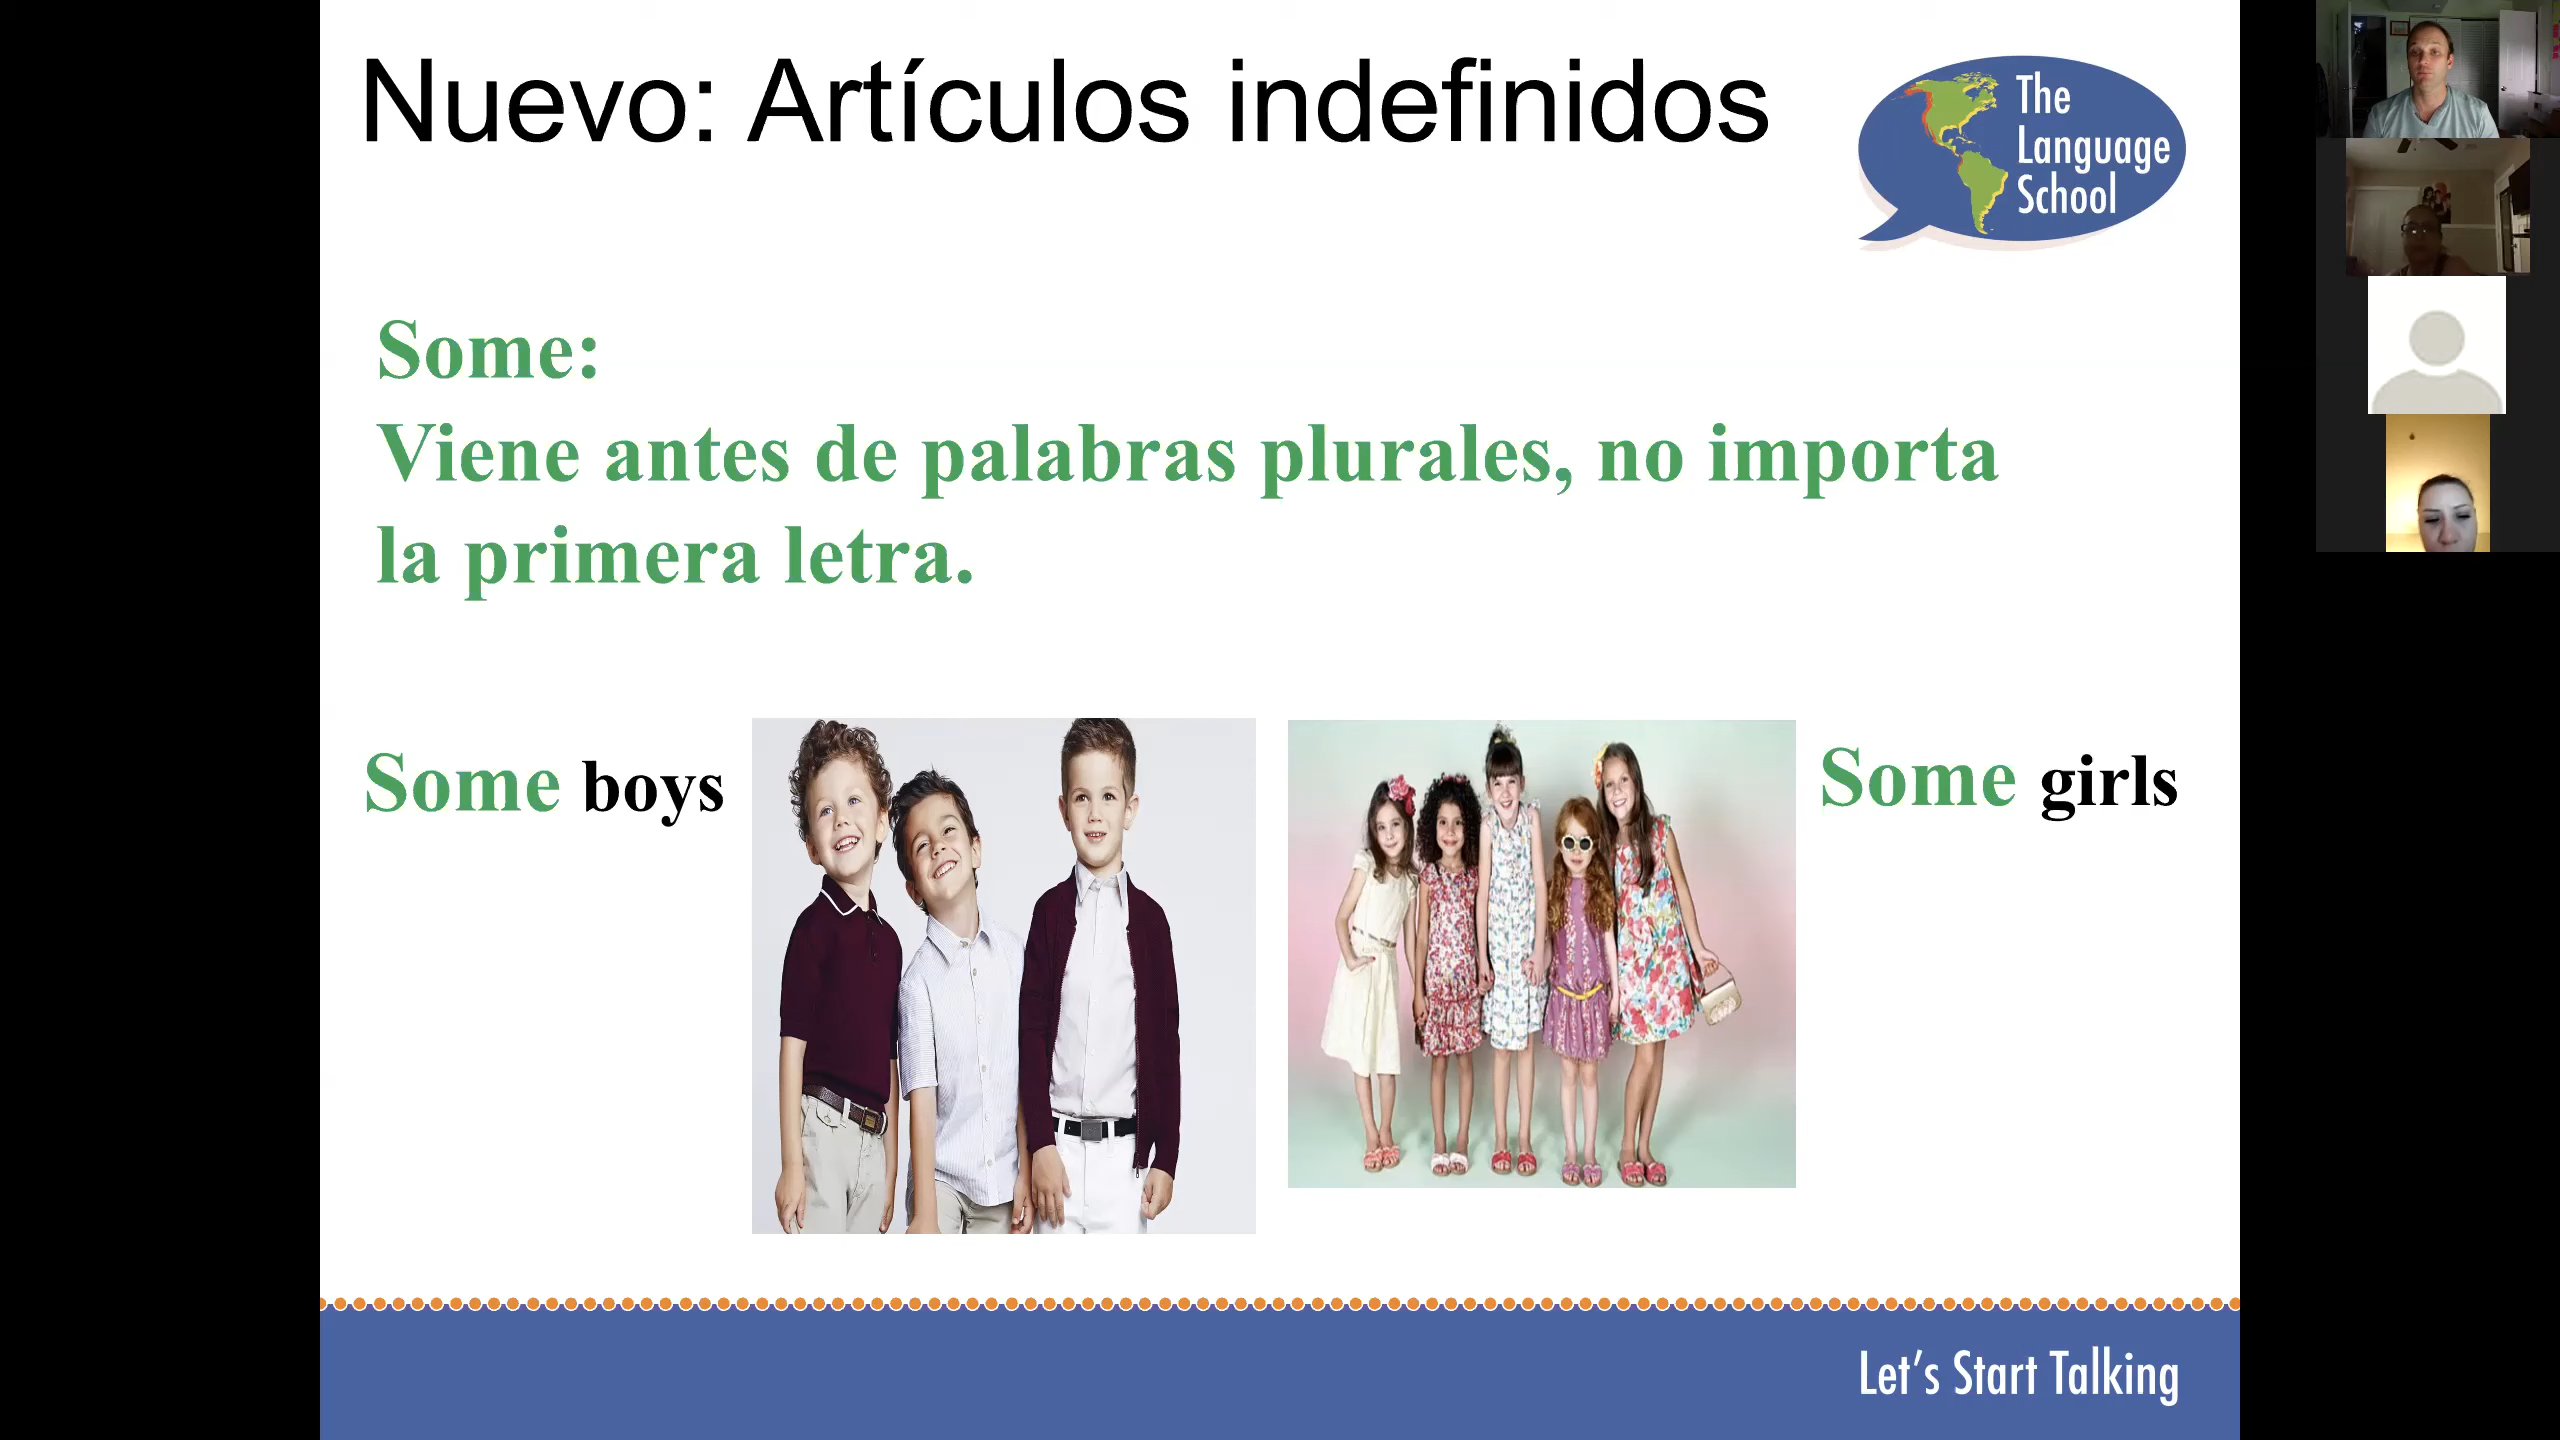 Nuevo: Artículos indefinidos
The
Language
School
Some:
Viene antes de palabras plurales, no importa
la primera letra.
Some boys
Some girls
Let's Start Talking